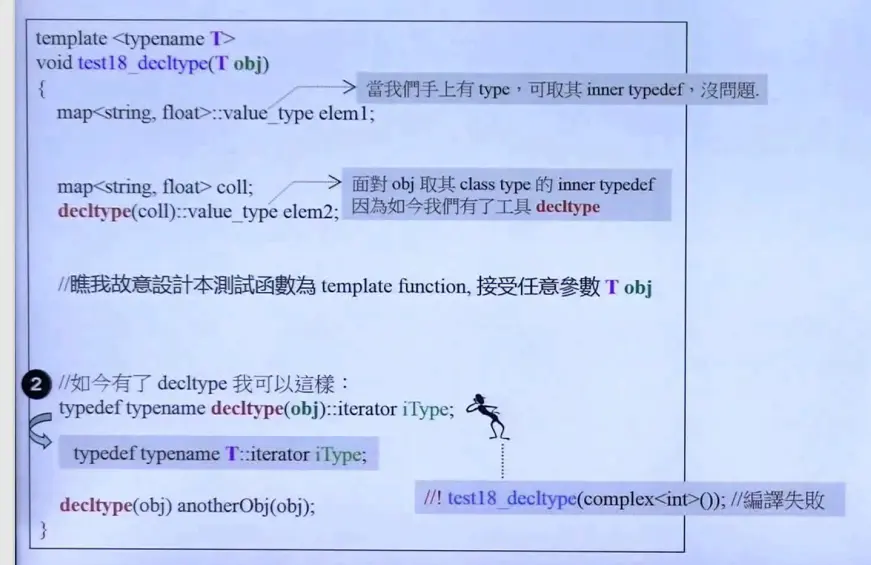 template <typename T>
void test18_decltype(T obj)
{
當我們手上有 type，可取其 inner typedef，沒問題.
map<string, float>::value_type elem1;
map<string, float> coll;
面對 obj 取其 class type 的 inner typedef
decltype(coll)::value_type elem2;
因為如今我們有了工具 decltype
//瞧我故意設計本測試函數為 template function, 接受任意參數 T obj
2 //如今有了 decltype 我可以這樣：
typedef typename decltype(obj)::iterator iType;
typedef typename T::iterator iType;
//! test18_decltype(complex<int>()); //編譯失敗
decltype(obj) anotherObj(obj);
}